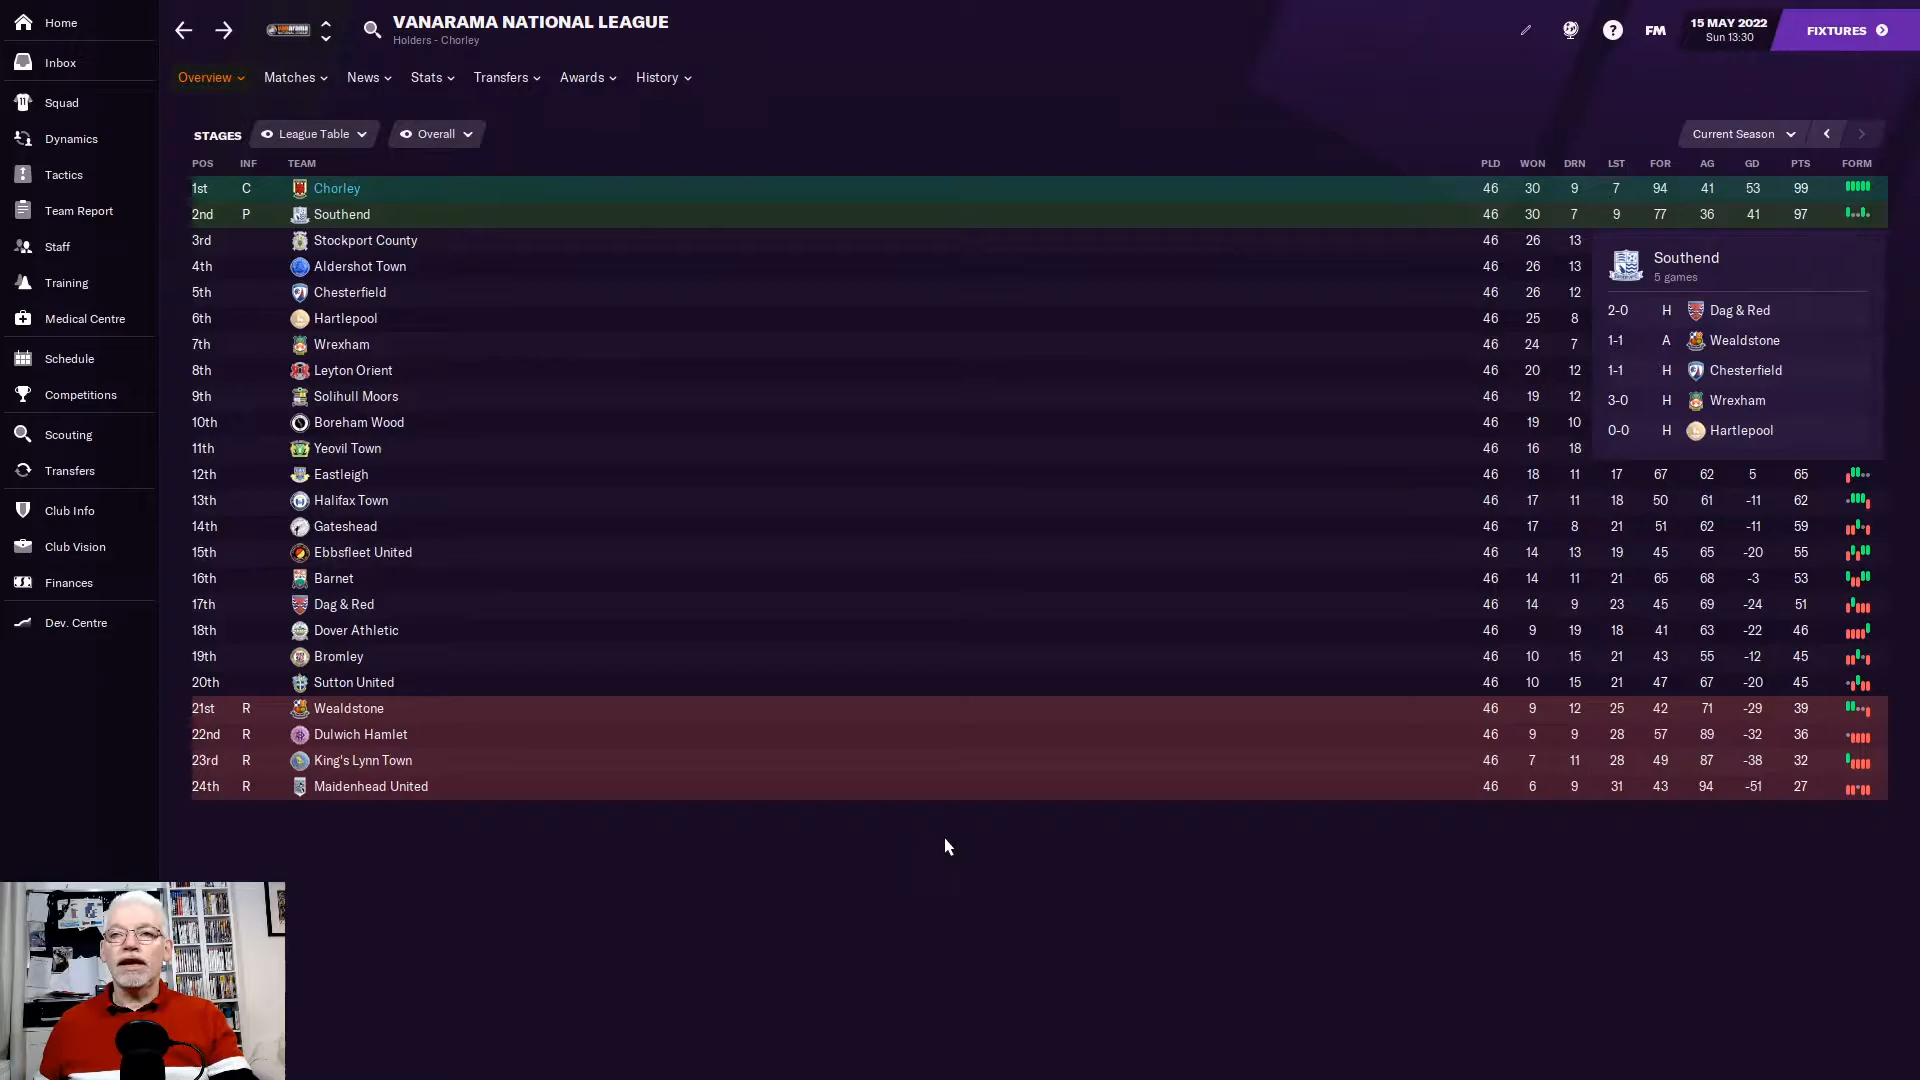 Home
Inbox
Squad
Dynamics
Tactics
Team Report
Staff
Training
Medical Centre
Schedule
Competitions
Scouting
Transfers
Club Info
Club Vision
Finances
Dev. Centre
VANARAMA NATIONAL LEAGUE
Holders - Chorley
FM
15 MAY 2022
Sun 13:30
FIXTURES
Overview Matches News Stats Transfers Awards History
STAGES League Table Overall Current Season
POS INF TEAM PLD WON DRN LST FOR AG GD PTS FORM
1st C Chorley 46 30 9 7 94 41 53 99
2nd P Southend 46 30 7 9 77 36 41 97
3rd Stockport County 46 26 13
4th Aldershot Town 46 26 13
5th Chesterfield 46 26 12
6th Hartlepool 46 25 8
7th Wrexham 46 24 7
8th Leyton Orient 46 20 12
9th Solihull Moors 46 19 12
10th Boreham Wood 46 19 10
11th Yeovil Town 46 16 18
Southend
5 games
2-0 H Dag & Red
1-1 A Wealdstone
1-1 H Chesterfield
3-0 H Wrexham
0-0 H Hartlepool
12th Eastleigh 46 18 11 17 67 62 5 65
13th Halifax Town 46 17 11 18 50 61 -11 62
14th Gateshead 46 17 8 21 51 62 -11 59
15th Ebbsfleet United 46 14 13 19 45 65 -20 55
16th Barnet 46 14 11 21 65 68 -3 53
17th Dag & Red 46 14 9 23 45 69 -24 51
18th Dover Athletic 46 9 19 18 41 63 -22 46
19th Bromley 46 10 15 21 43 55 -12 45
20th Sutton United 46 10 15 21 47 67 -20 45
21st R Wealdstone 46 9 12 25 42 71 -29 39
22nd R Dulwich Hamlet 46 9 9 28 57 89 -32 36
23rd R King's Lynn Town 46 7 11 28 49 87 -38 32
24th R Maidenhead United 46 6 9 31 43 94 -51 27